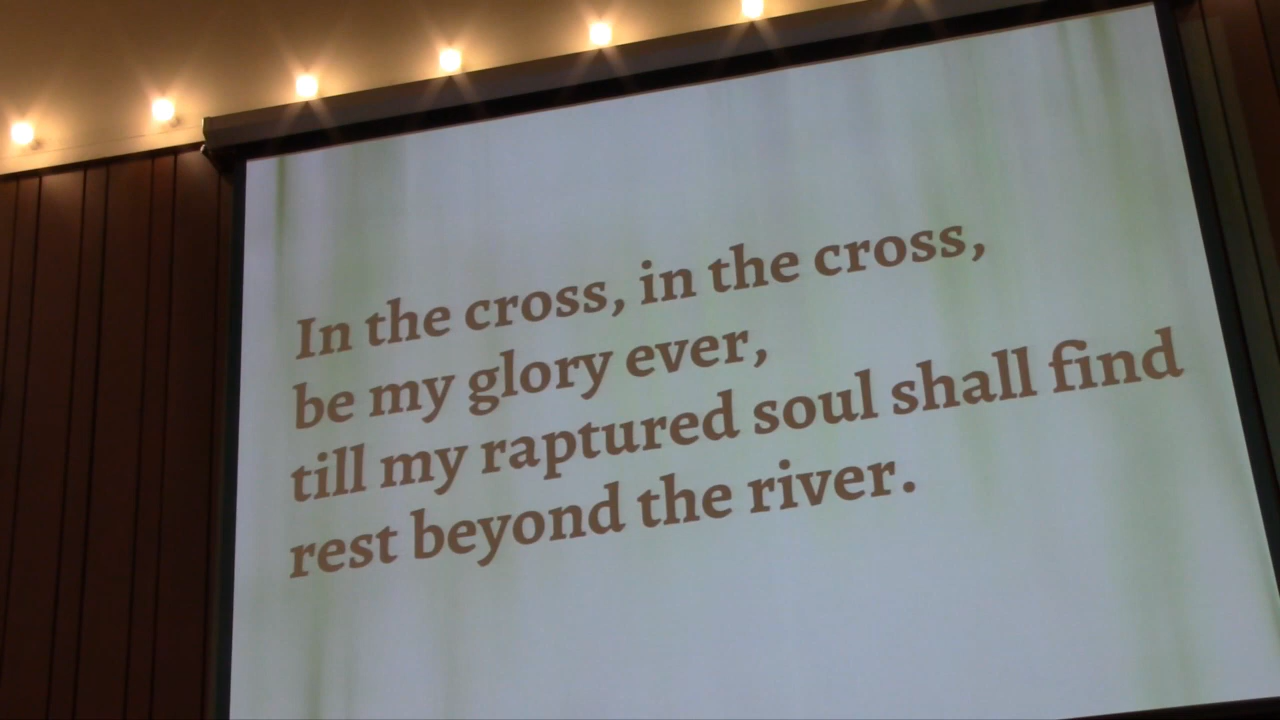 In the cross, in the cross,
be my glory ever,
till my raptured soul shall find
rest beyond the river.